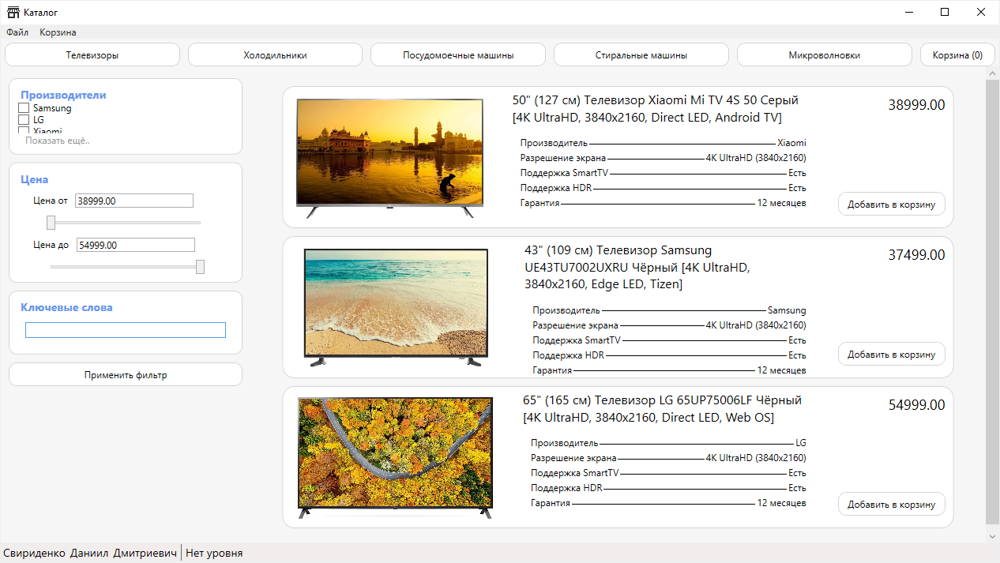 Каталог
Файл Корзина
Телевизоры Холодильники Посудомоечные машины Стиральные машины Микроволновки Корзина (0)
Производители
Samsung
LG
Xiaomi
Показать ещё..
Цена
Цена от 38999.00
Цена до 54999.00
Ключевые слова
Применить фильтр
50" (127 см) Телевизор Xiaomi Mi TV 4S 50 Серый
[4K UltraHD, 3840x2160, Direct LED, Android TV]
38999.00
Производитель Xiaomi
Разрешение экрана 4K UltraHD (3840x2160)
Поддержка SmartTV Есть
Поддержка HDR Есть
Гарантия 12 месяцев
Добавить в корзину
43" (109 см) Телевизор Samsung
UE43TU7002UXRU Чёрный [4K UltraHD,
3840x2160, Edge LED, Tizen]
37499.00
Производитель Samsung
Разрешение экрана 4K UltraHD (3840x2160)
Поддержка SmartTV Есть
Поддержка HDR Есть
Гарантия 12 месяцев
Добавить в корзину
65" (165 см) Телевизор LG 65UP75006LF Чёрный
[4K UltraHD, 3840x2160, Direct LED, Web OS]
54999.00
Производитель LG
Разрешение экрана 4K UltraHD (3840x2160)
Поддержка SmartTV Есть
Поддержка HDR Есть
Гарантия 12 месяцев
Добавить в корзину
Свириденко Даниил Дмитриевич Нет уровня